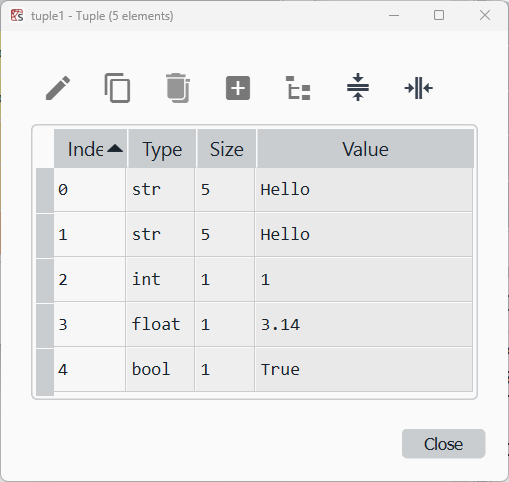 tuple1 - Tuple (5 elements)
Inde Type Size Value
0 str 5 Hello
1 str 5 Hello
2 int 1 1
3 float 1 3.14
4 bool 1 True
Close